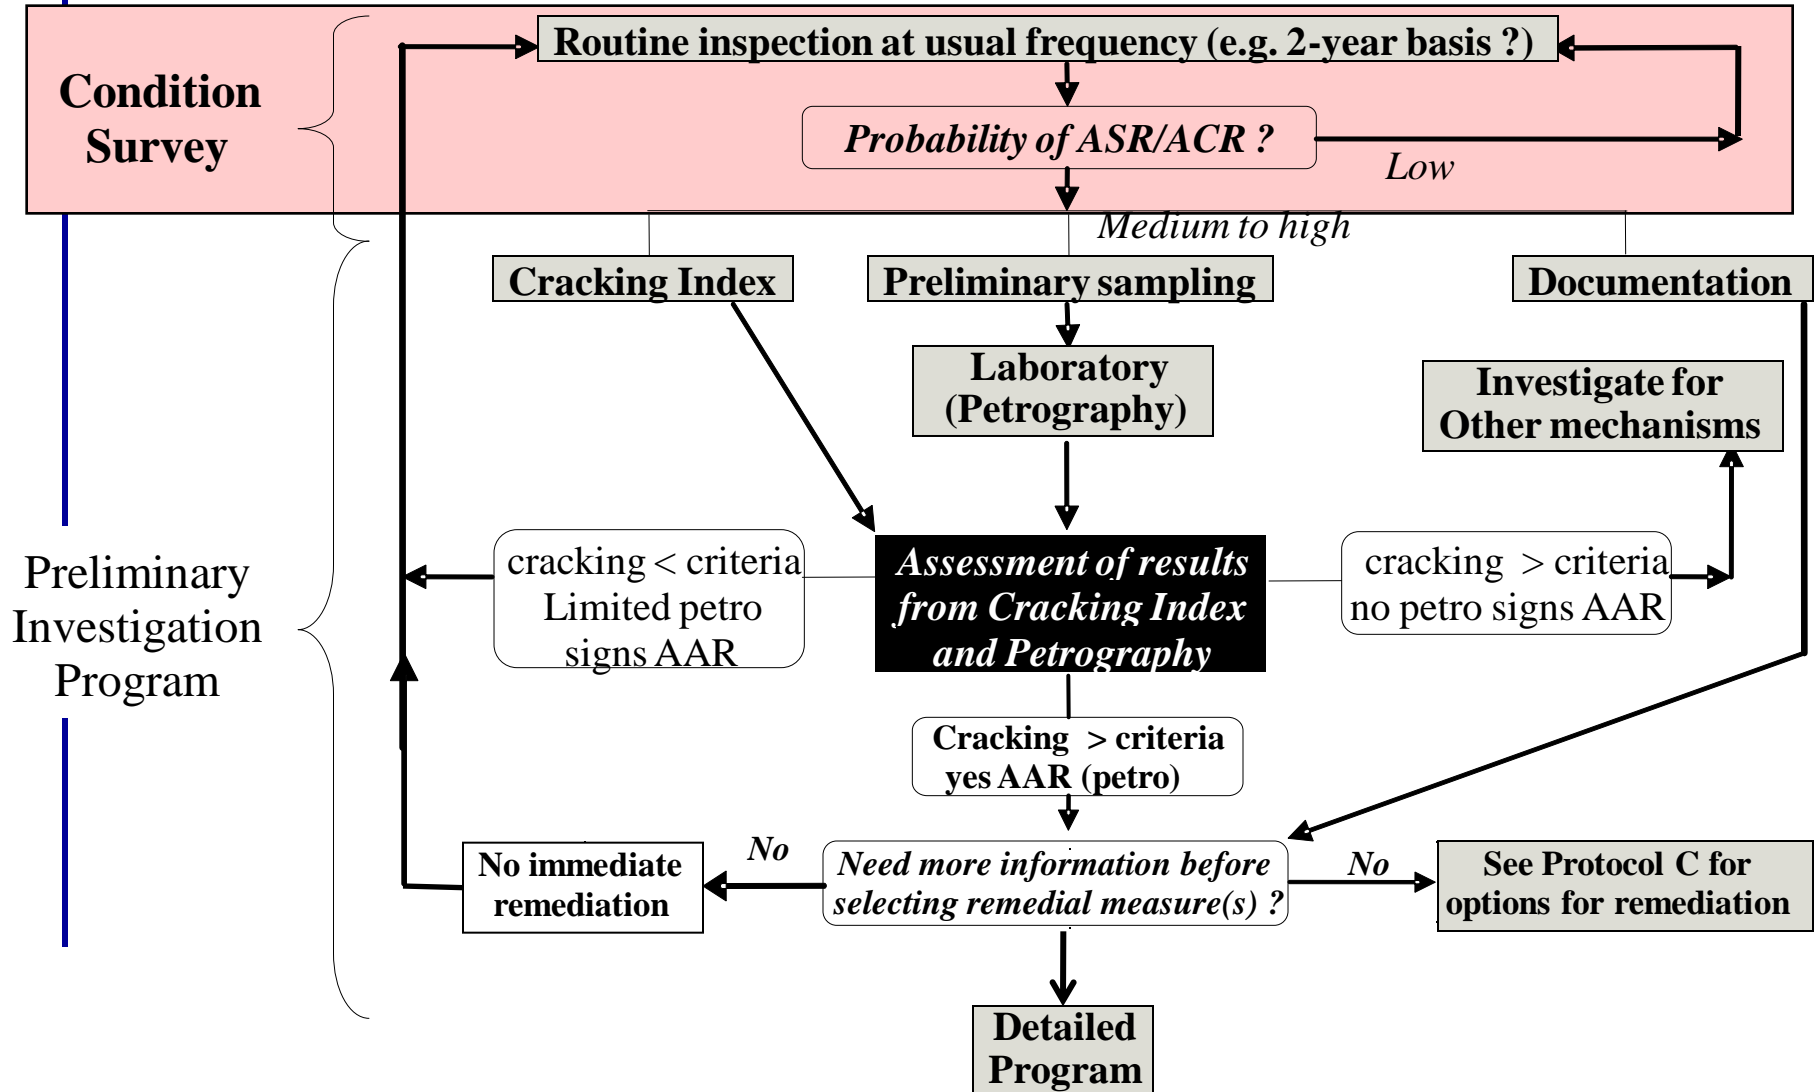 Routine inspection at usual frequency (e.g. 2-year basis ?)
Condition
Survey
Probability of ASR/ACR ?
Low
Medium to high
Cracking Index
Preliminary sampling
Documentation
Laboratory
(Petrography)
Investigate for
Other mechanisms
Preliminary
Investigation
Program
cracking < criteria
Limited petro
signs AAR
Assessment of results
from Cracking Index
and Petrography
cracking > criteria
no petro signs AAR
Cracking > criteria
yes AAR (petro)
No immediate
remediation
No
Need more information before
selecting remedial measure(s) ?
No
See Protocol C for
options for remediation
Detailed
Program